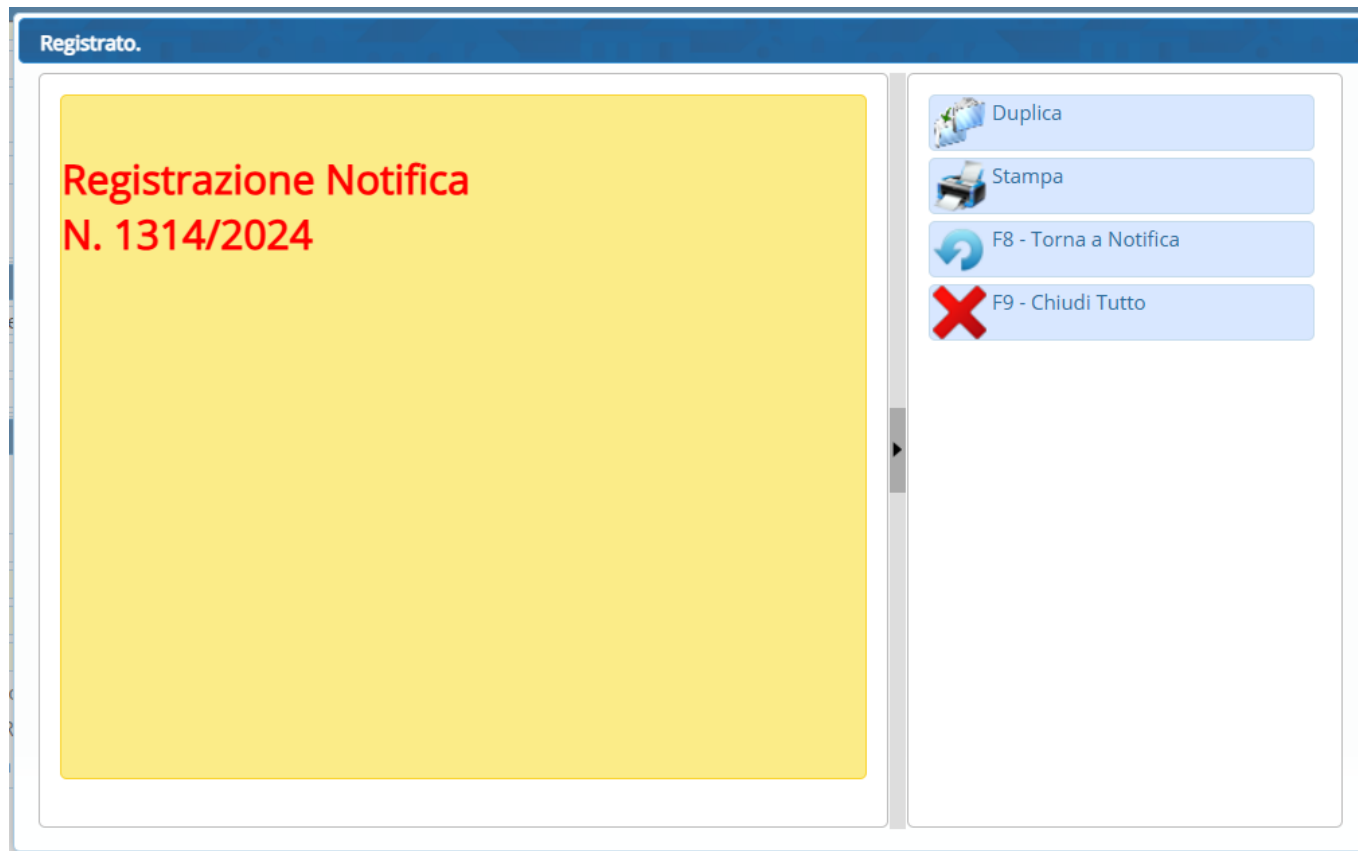 Registrato.
Registrazione Notifica
N. 1314/2024
Duplica
Stampa
F8 - Torna a Notifica
F9 - Chiudi Tutto